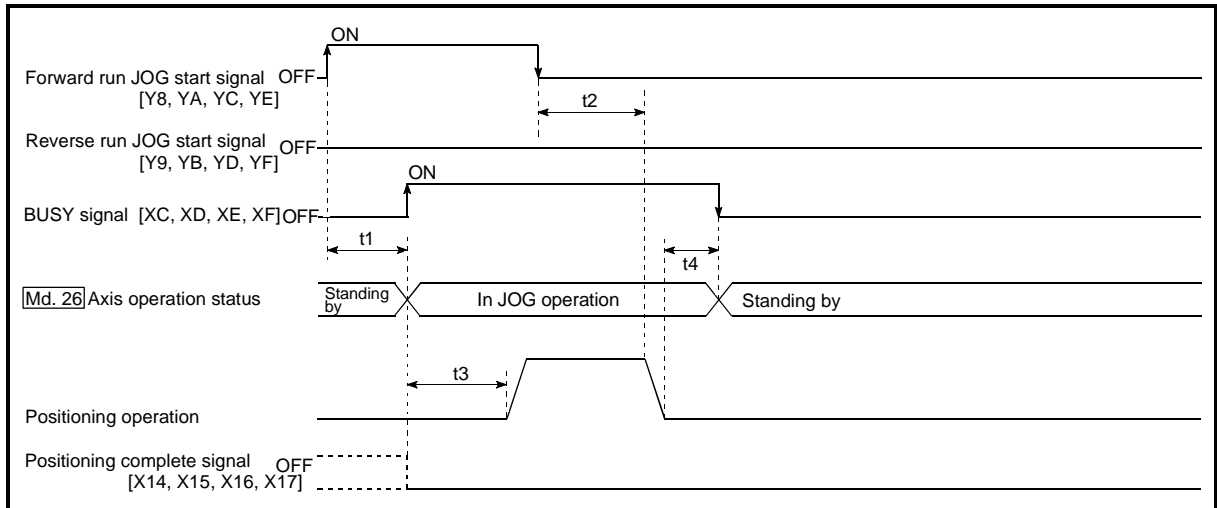 ON
Forward run JOG start signal OFF
[Y8, YA, YC, YE]
t2
Reverse run JOG start signal OFF
[Y9, YB, YD, YF]
ON
BUSY signal [XC, XD, XE, XF] OFF
t1
t4
Md. 26 Axis operation status
Standing
by
In JOG operation
Standing by
t3
Positioning operation
Positioning complete signal OFF
[X14, X15, X16, X17]